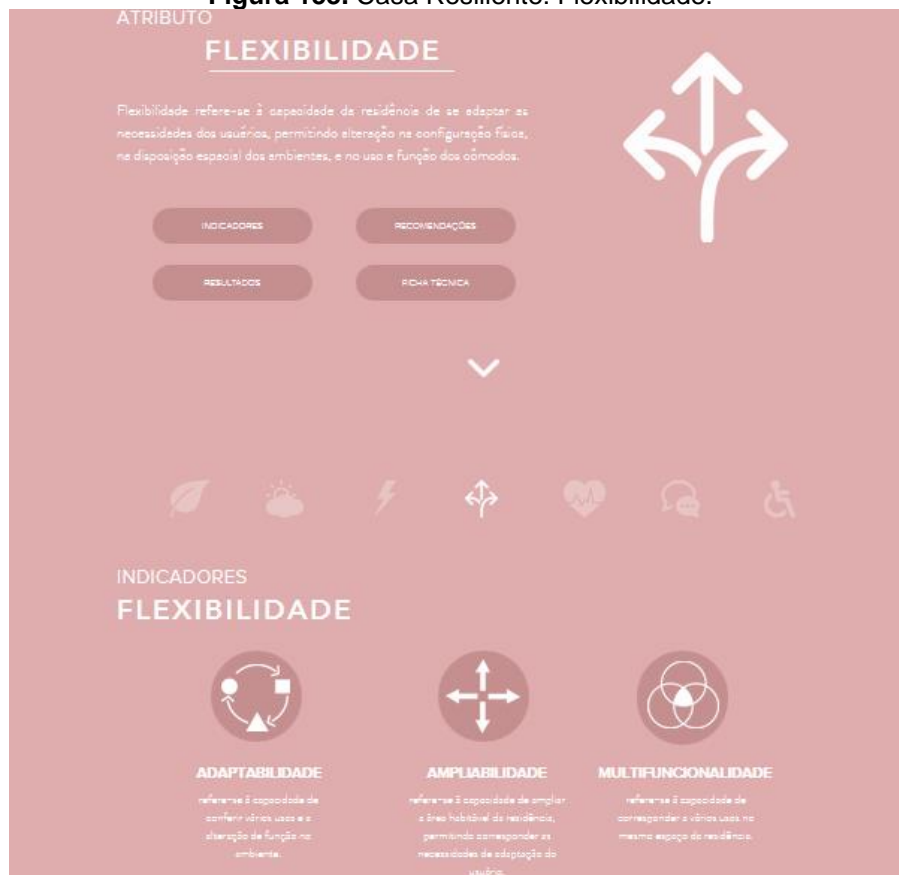 Figura 153. Casa Resiliente. Flexibilidade.
ATRIBUTO
FLEXIBILIDADE
Flexibilidade refere-se à capacidade da residência de se adaptar as
necessidades dos usuários, permitindo alteração na configuração física,
na disposição espacial dos ambientes, e no uso e função dos cômodos.
INDICADORES
RECOMENDAÇÕES
RESULTADOS
FICHA TÉCNICA
INDICADORES
FLEXIBILIDADE
ADAPTABILIDADE
refere-se à capacidade de
conferir vários usos e a
alteração de função no
ambiente.
AMPLIABILIDADE
refere-se à capacidade de ampliar
a área habitável da residência,
permitindo corresponder as
necessidades de adaptação do
usuário.
MULTIFUNCIONALIDADE
refere-se à capacidade de
corresponder a vários usos no
mesmo espaço da residência.